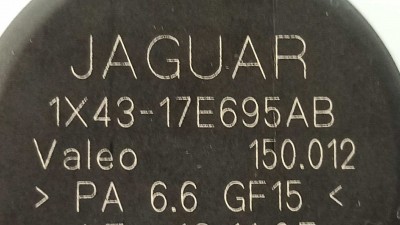 JAGUAR
1X43-17E695AB
Valeo 150.012
> PA 6.6 GF15 <